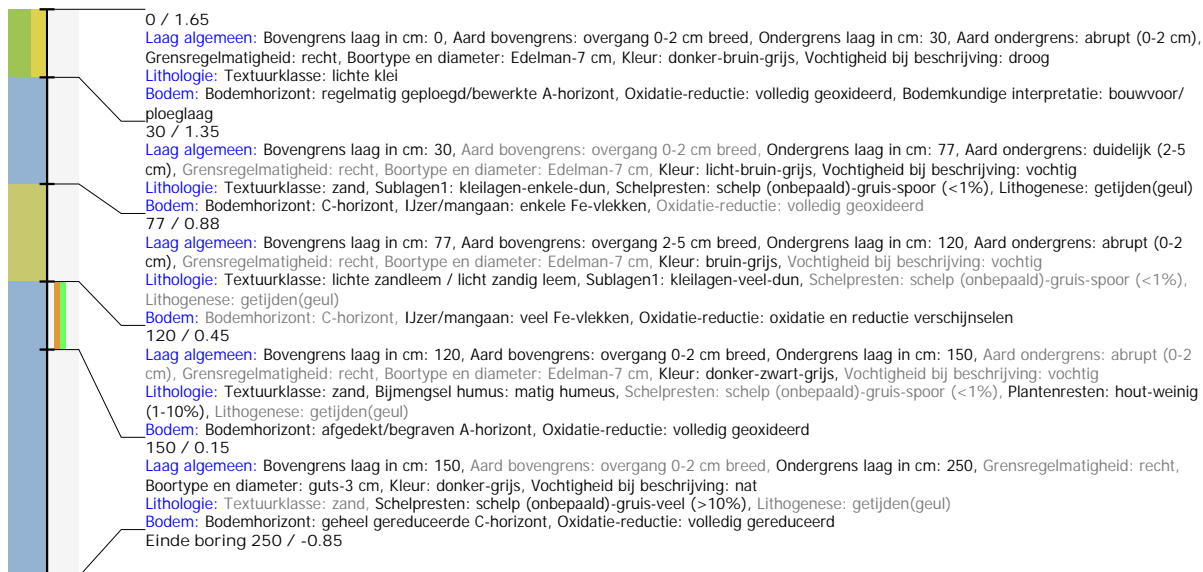 0 / 1.65
Laag algemeen: Bovengrens laag in cm: 0, Aard bovengrens: overgang 0-2 cm breed, Ondergrens laag in cm: 30, Aard ondergrens: abrupt (0-2 cm),
Grensregelmatigheid: recht, Boortype en diameter: Edelman-7 cm, Kleur: donker-bruin-grijs, Vochtigheid bij beschrijving: droog
Lithologie: Textuurklasse: lichte klei
Bodem: Bodemhorizont: regelmatig geploegd/bewerkte A-horizont, Oxidatie-reductie: volledig geoxideerd, Bodemkundige interpretatie: bouwvoor/
ploeglaag
30 / 1.35
Laag algemeen: Bovengrens laag in cm: 30, Aard bovengrens: overgang 0-2 cm breed, Ondergrens laag in cm: 77, Aard ondergrens: duidelijk (2-5
cm), Grensregelmatigheid: recht, Boortype en diameter: Edelman-7 cm, Kleur: licht-bruin-grijs, Vochtigheid bij beschrijving: vochtig
Lithologie: Textuurklasse: zand, Sublagen1: kleilagen-enkele-dun, Schelpresten: schelp (onbepaald)-gruis-spoor (<1%), Lithogenese: getijden(geul)
Bodem: Bodemhorizont: C-horizont, IJzer/mangaan: enkele Fe-vlekken, Oxidatie-reductie: volledig geoxideerd
77 / 0.88
Laag algemeen: Bovengrens laag in cm: 77, Aard bovengrens: overgang 2-5 cm breed, Ondergrens laag in cm: 120, Aard ondergrens: abrupt (0-2
cm), Grensregelmatigheid: recht, Boortype en diameter: Edelman-7 cm, Kleur: bruin-grijs, Vochtigheid bij beschrijving: vochtig
Lithologie: Textuurklasse: lichte zandleem / licht zandig leem, Sublagen1: kleilagen-veel-dun, Schelpresten: schelp (onbepaald)-gruis-spoor (<1%),
Lithogenese: getijden(geul)
Bodem: Bodemhorizont: C-horizont, IJzer/mangaan: veel Fe-vlekken, Oxidatie-reductie: oxidatie en reductie verschijnselen
120 / 0.45
Laag algemeen: Bovengrens laag in cm: 120, Aard bovengrens: overgang 0-2 cm breed, Ondergrens laag in cm: 150, Aard ondergrens: abrupt (0-2
cm), Grensregelmatigheid: recht, Boortype en diameter: Edelman-7 cm, Kleur: donker-zwart-grijs, Vochtigheid bij beschrijving: vochtig
Lithologie: Textuurklasse: zand, Bijmengsel humus: matig humeus, Schelpresten: schelp (onbepaald)-gruis-spoor (<1%), Plantenresten: hout-weinig
(1-10%), Lithogenese: getijden(geul)
Bodem: Bodemhorizont: afgedekt/begraven A-horizont, Oxidatie-reductie: volledig geoxideerd
150 / 0.15
Laag algemeen: Bovengrens laag in cm: 150, Aard bovengrens: overgang 0-2 cm breed, Ondergrens laag in cm: 250, Grensregelmatigheid: recht,
Boortype en diameter: guts-3 cm, Kleur: donker-grijs, Vochtigheid bij beschrijving: nat
Lithologie: Textuurklasse: zand, Schelpresten: schelp (onbepaald)-gruis-veel (>10%), Lithogenese: getijden(geul)
Bodem: Bodemhorizont: geheel gereduceerde C-horizont, Oxidatie-reductie: volledig gereduceerd
Einde boring 250 / -0.85